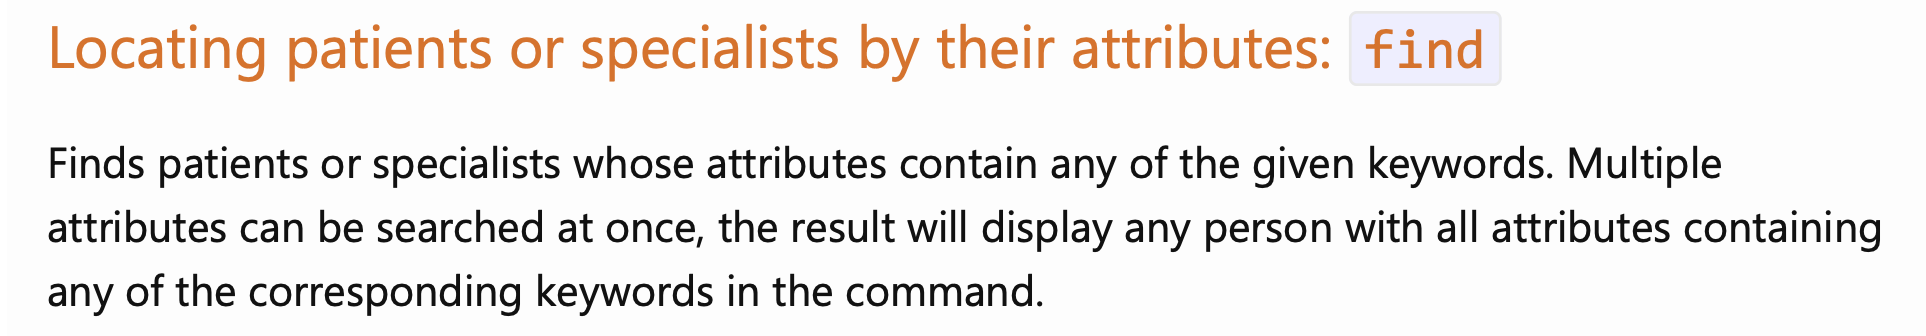 Locating patients or specialists by their attributes: find
Finds patients or specialists whose attributes contain any of the given keywords. Multiple
attributes can be searched at once, the result will display any person with all attributes containing
any of the corresponding keywords in the command.